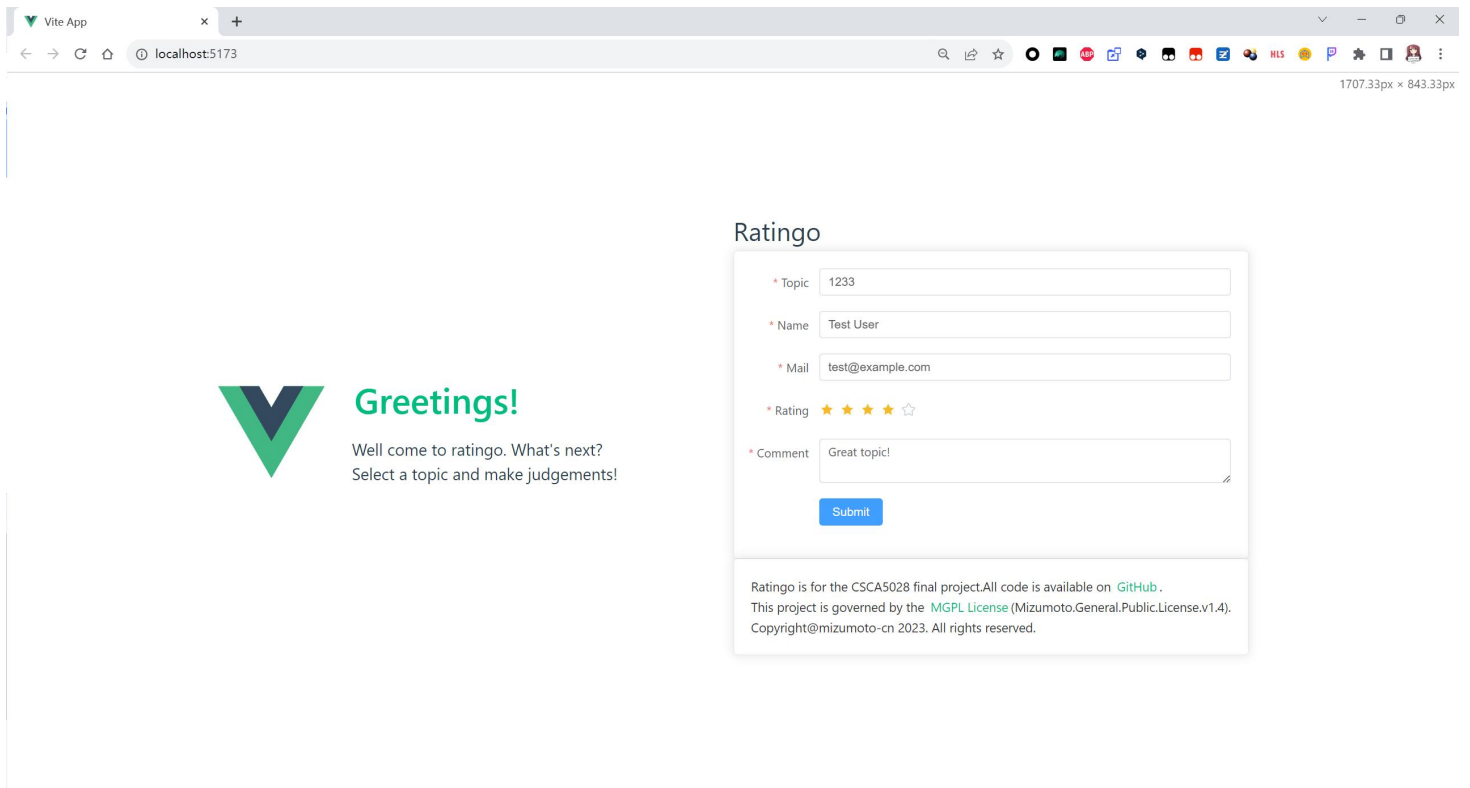 Vite App
localhost:5173
ABP
HLS
1707.33px × 843.33px
Ratingo
* Topic 1233
* Name Test User
* Mail test@example.com
* Rating
* Comment Great topic!
Submit
Greetings!
Well come to ratingo. What's next?
Select a topic and make judgements!
Ratingo is for the CSCA5028 final project.All code is available on GitHub .
This project is governed by the MGPL License (Mizumoto.General.Public.License.v1.4).
Copyright@mizumoto-cn 2023. All rights reserved.